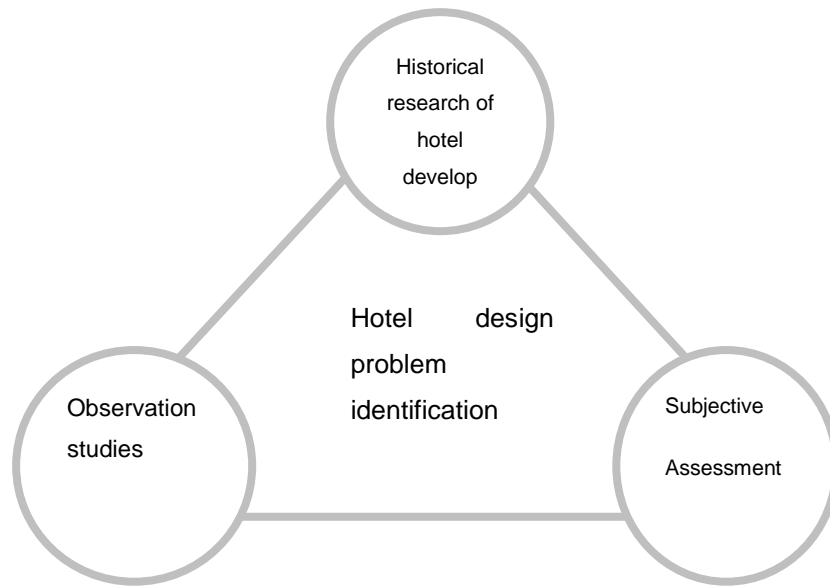 Historical
research of
hotel
develop
Hotel design
problem
identification
Observation
studies
Subjective
Assessment